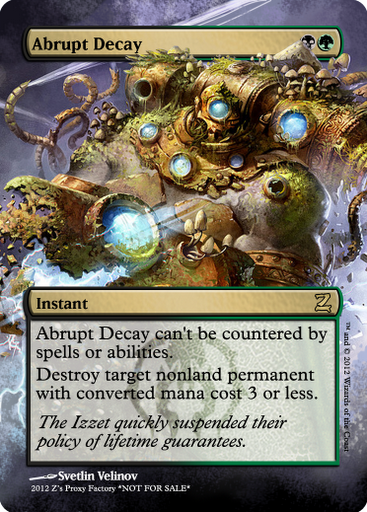 Abrupt Decay
Instant
Z
Abrupt Decay can't be countered by
spells or abilities.
Destroy target nonland permanent
with converted mana cost 3 or less.
The Izzet quickly suspended their
policy of lifetime guarantees.
Svetlin Velinov
2012 Z's Proxy Factory *NOT FOR SALE*
™ and © 2012 Wizards of the Coast